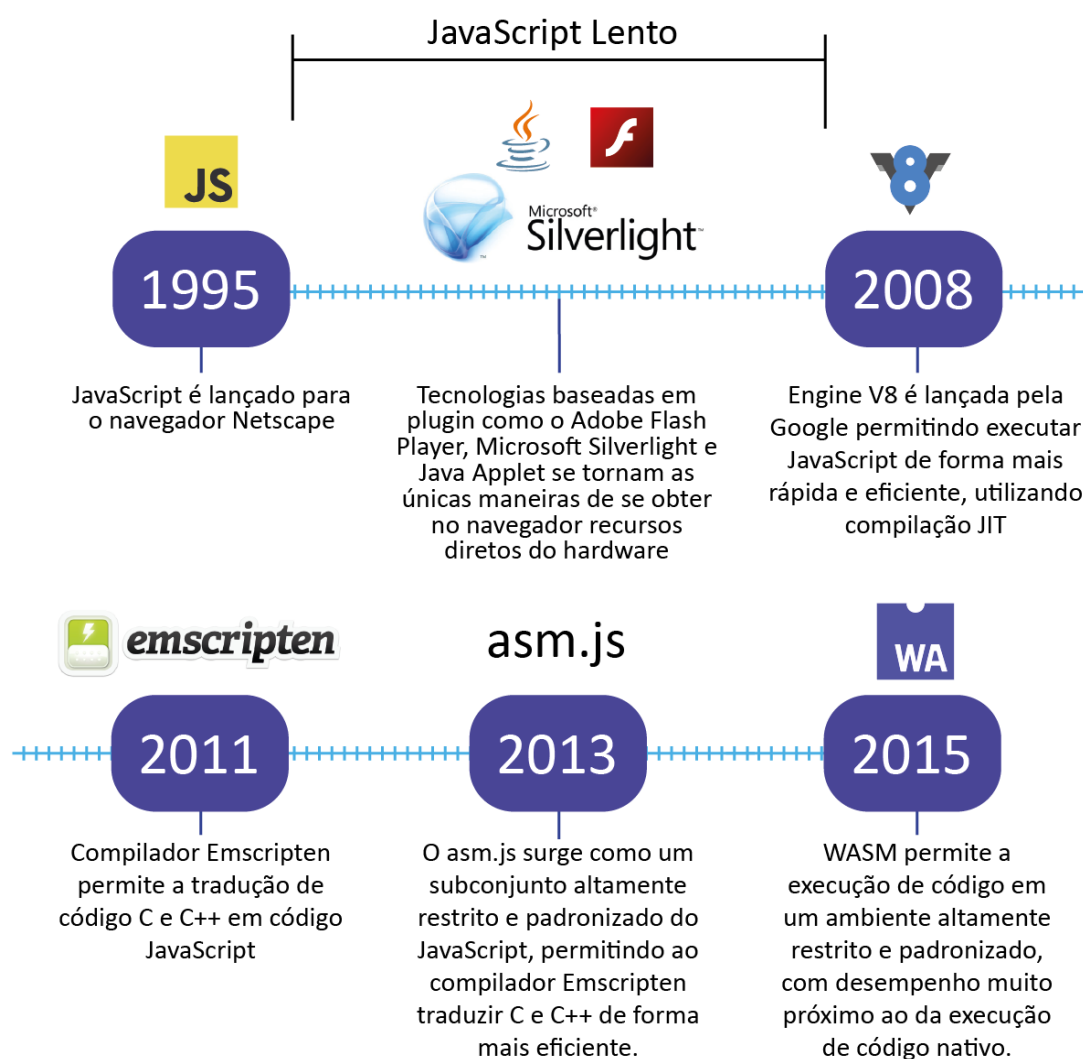 JavaScript Lento
JS
Microsoft®
Silverlight™
1995
2008
JavaScript é lançado para
o navegador Netscape
Tecnologias baseadas em
plugin como o Adobe Flash
Player, Microsoft Silverlight e
Java Applet se tornam as
únicas maneiras de se obter
no navegador recursos
diretos do hardware
Engine V8 é lançada pela
Google permitindo executar
JavaScript de forma mais
rápida e eficiente, utilizando
compilação JIT
emscripten
asm.js
WA
2011
2013
2015
Compilador Emscripten
permite a tradução de
código C e C++ em código
JavaScript
O asm.js surge como um
subconjunto altamente
restrito e padronizado do
JavaScript, permitindo ao
compilador Emscripten
traduzir C e C++ de forma
mais eficiente.
WASM permite a
execução de código em
um ambiente altamente
restrito e padronizado,
com desempenho muito
próximo ao da execução
de código nativo.